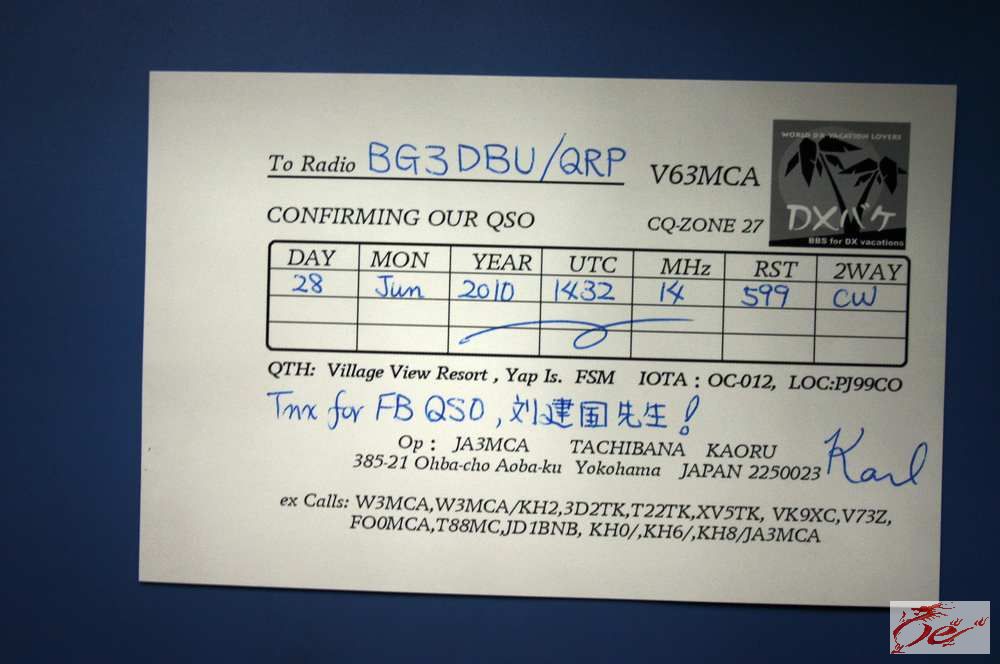 WORLD DX VACATION LOVERS
DXバケ
BBS for DX vacations
To Radio BG3DBU/QRP V63MCA
CONFIRMING OUR QSO CQ-ZONE 27
DAY MON YEAR UTC MHz RST 2WAY
28 Jun 2010 1432 14 599 CW
QTH: Village View Resort , Yap Is. FSM IOTA : OC-012, LOC:PJ99CO
Tnx for FB QSO, 刘建国先生!
Op : JA3MCA TACHIBANA KAORU
385-21 Ohba-cho Aoba-ku Yokohama JAPAN 2250023
Karl
ex Calls: W3MCA,W3MCA/KH2,3D2TK,T22TK,XV5TK, VK9XC,V73Z,
FO0MCA,T88MC,JD1BNB, KH0/,KH6/,KH8/JA3MCA